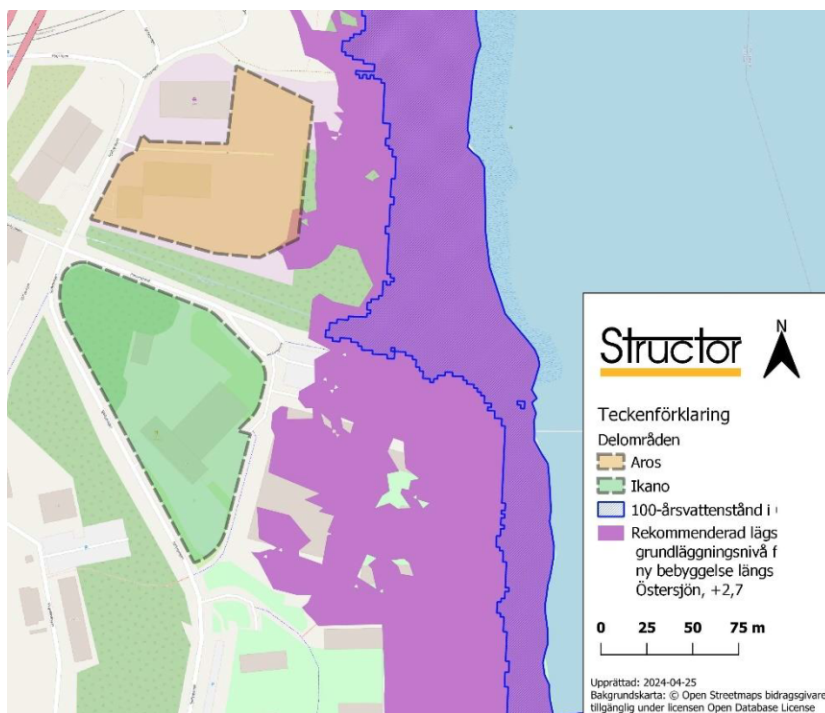 Structor
N
Teckenförklaring
Delområden
Aros
Ikano
100-årsvattenstånd i
Rekommenderad lägs
grundläggningsnivå f
ny bebyggelse längs
Östersjön, +2,7
0 25 50 75 m
Upprättad: 2024-04-25
Bakgrundskarta: © Open Streetmaps bidragsgivare
tillgänglig under licensen Open Database License